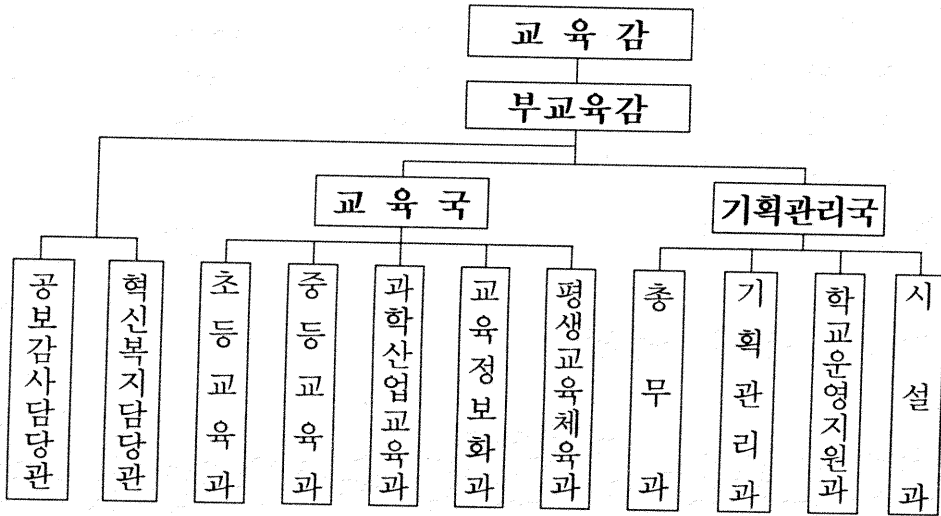 교 육 감
부교육감
교 육 국
기획관리국
공보감사담당관
혁신복지담당관
초등교육과
중등교육과
과학산업교육과
교육정보화과
평생교육체육과
총무과
기획관리과
학교운영지원과
시설과